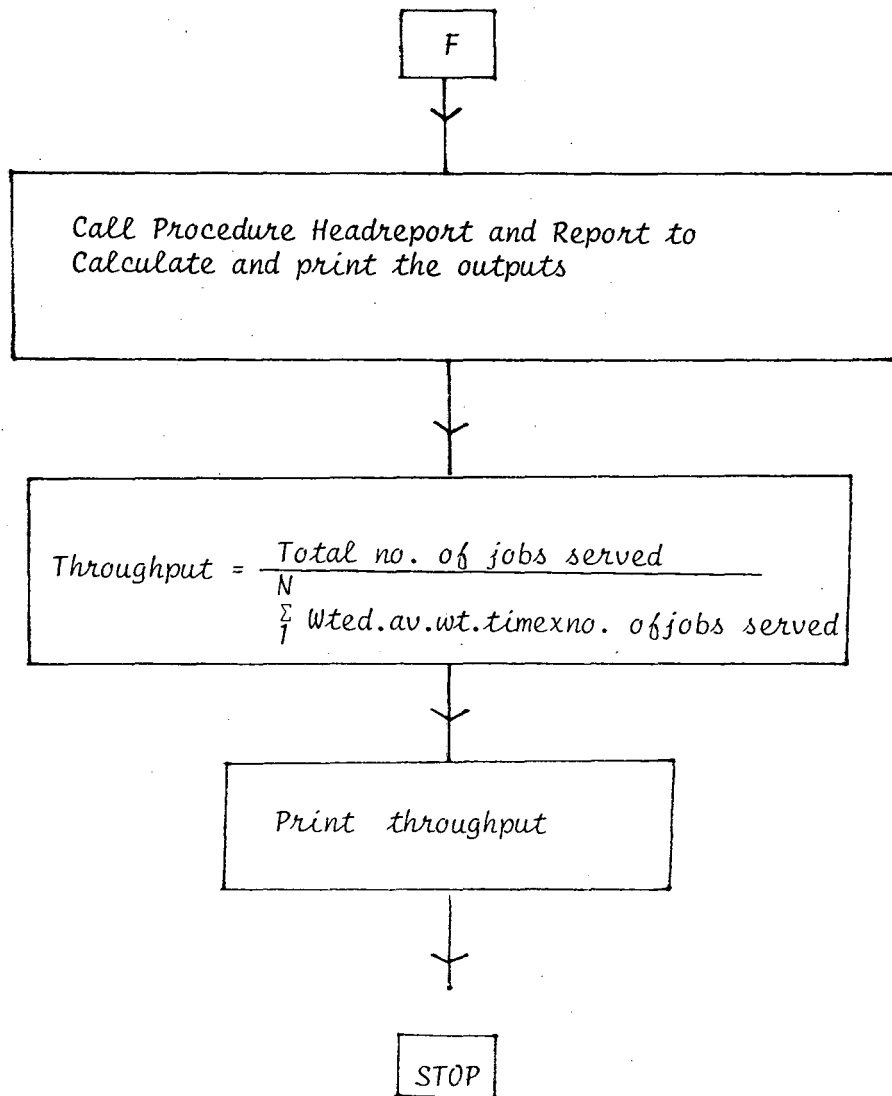 F
Call Procedure Headreport and Report to
Calculate and print the outputs
Throughput = Total no. of jobs served
N
Σ Wted.av.wt.timexno. ofjobs served
1
Print throughput
STOP